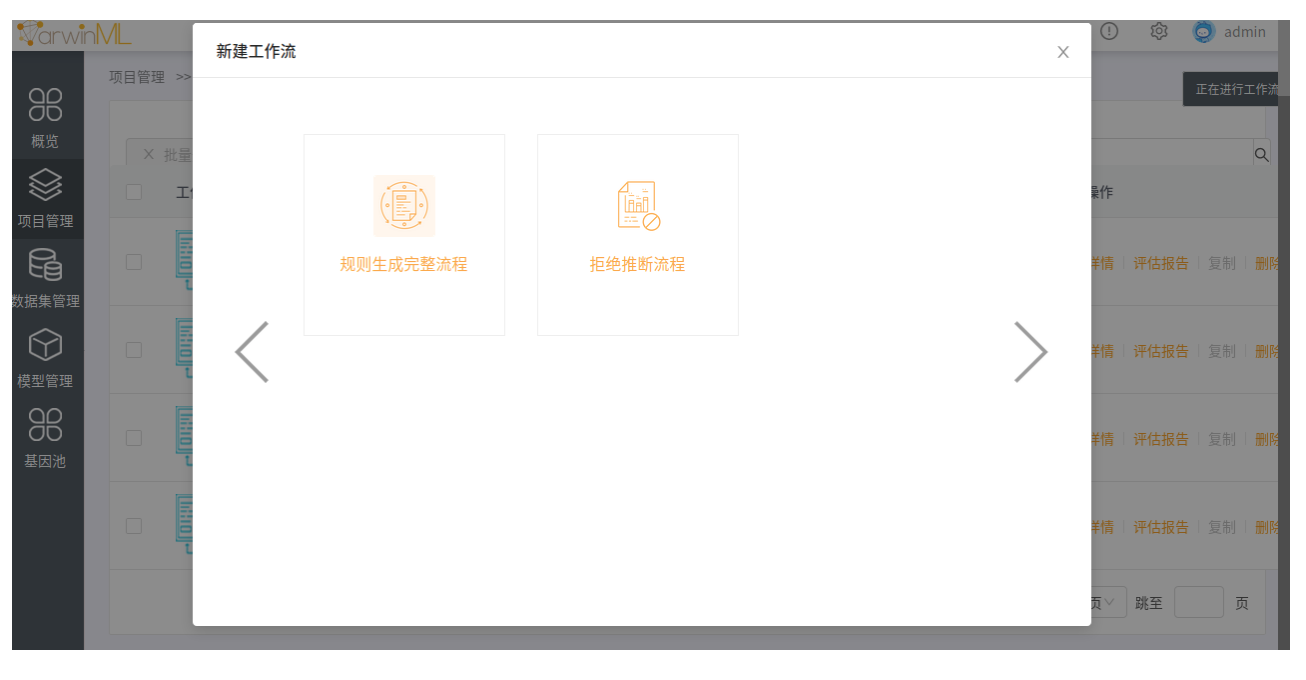 DarwinML
admin
新建工作流
X
项目管理 >>
正在进行工作流
概览
批量
操作
项目管理
规则生成完整流程
拒绝推断流程
详情 评估报告 复制 删除
数据集管理
详情 评估报告 复制 删除
模型管理
详情 评估报告 复制 删除
基因池
详情 评估报告 复制 删除
页 跳至 页